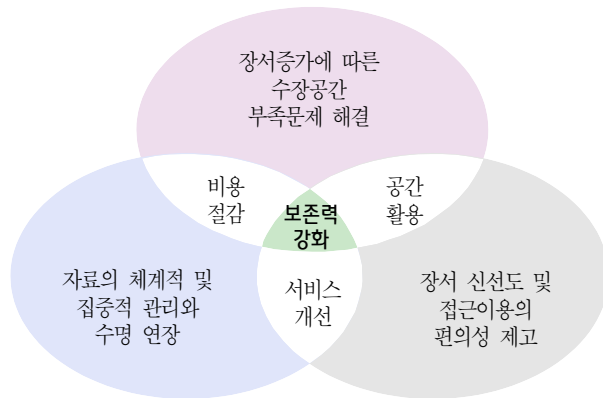 장서증가에 따른
수장공간
부족문제 해결
비용
절감
공간
활용
보존력
강화
자료의 체계적 및
집중적 관리와
수명 연장
서비스
개선
장서 신선도 및
접근이용의
편의성 제고